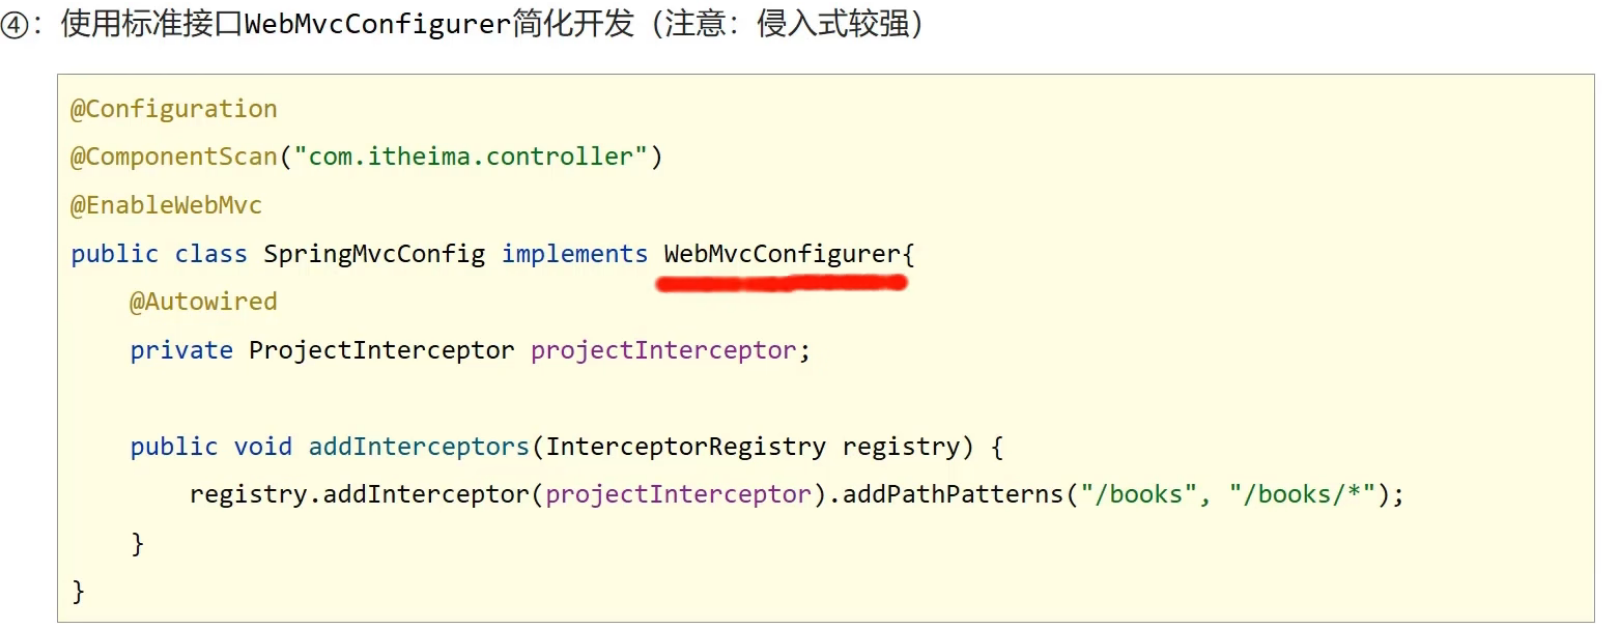 ④：使用标准接口WebMvcConfigurer简化开发（注意：侵入式较强）
@Configuration
@ComponentScan("com.itheima.controller")
@EnableWebMvc
public class SpringMvcConfig implements WebMvcConfigurer{
    @Autowired
    private ProjectInterceptor projectInterceptor;
    public void addInterceptors(InterceptorRegistry registry) {
        registry.addInterceptor(projectInterceptor).addPathPatterns("/books", "/books/*");
    }
}